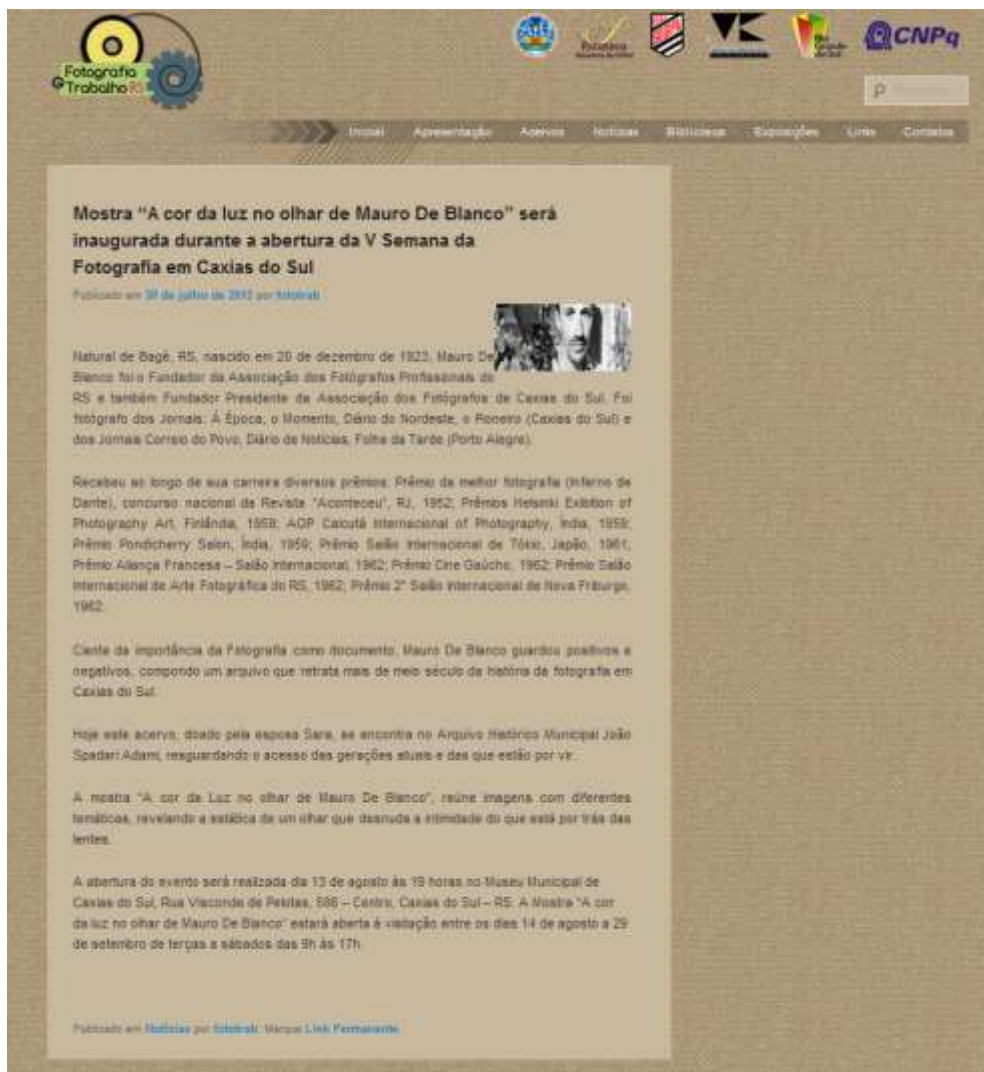 Fotografia
e Trabalho RS
CNPq
Inicial Apresentação Acervos Notícias Biblioteca Exposições Links Contatos
Mostra "A cor da luz no olhar de Mauro De Blanco" será
inaugurada durante a abertura da V Semana da
Fotografia em Caxias do Sul
Publicado em 30 de julho de 2012 por fototrab
Natural de Bagé, RS, nascido em 20 de dezembro de 1923, Mauro De
Blanco foi o Fundador da Associação dos Fotógrafos Profissionais do
RS e também Fundador Presidente da Associação dos Fotógrafos de Caxias do Sul. Foi
fotógrafo dos Jornais: A Época, o Momento, Diário do Nordeste, o Pioneiro (Caxias do Sul) e
dos Jornais Correio do Povo, Diário de Notícias, Folha da Tarde (Porto Alegre).
Recebeu ao longo de sua carreira diversos prêmios: Prêmio da melhor fotografia (Inferno de
Dante), concurso nacional da Revista "Aconteceu", RJ, 1952; Prêmios Helsinki Exibition of
Photography Art, Finlândia, 1958; AOP Calcutá Internacional of Photography, Índia, 1959;
Prêmio Pondicherry Salon, Índia, 1959; Prêmio Salão Internacional de Tókio, Japão, 1961;
Prêmio Aliança Francesa – Salão Internacional, 1962; Prêmio Cine Gaúcho, 1962; Prêmio Salão
Internacional de Arte Fotográfica do RS, 1962; Prêmio 2º Salão Internacional de Nova Friburgo,
1962.
Ciente da importância da Fotografia como documento, Mauro De Blanco guardou positivos e
negativos, compondo um arquivo que retrata mais de meio século da história da fotografia em
Caxias do Sul.
Hoje este acervo, doado pela esposa Sara, se encontra no Arquivo Histórico Municipal João
Spadari Adami, resguardando o acesso das gerações atuais e das que estão por vir.
A mostra "A cor da Luz no olhar de Mauro De Blanco", reúne imagens com diferentes
temáticas, revelando a estática de um olhar que desnuda a intimidade do que está por trás das
lentes.
A abertura do evento será realizada dia 13 de agosto às 19 horas no Museu Municipal de
Caxias do Sul, Rua Visconde de Pelotas, 586 – Centro, Caxias do Sul – RS. A Mostra "A cor
da luz no olhar de Mauro De Blanco" estará aberta à visitação entre os dias 14 de agosto a 29
de setembro de terças a sábados das 9h às 17h.
Publicado em Notícias por fototrab. Marque Link Permanente.